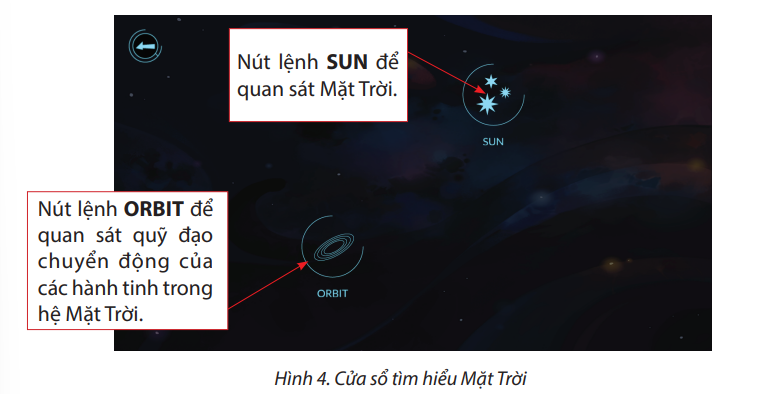 Nút lệnh SUN để
quan sát Mặt Trời.
SUN
Nút lệnh ORBIT để
quan sát quỹ đạo
chuyển động của
các hành tinh trong
hệ Mặt Trời.
ORBIT
Hình 4. Cửa sổ tìm hiểu Mặt Trời